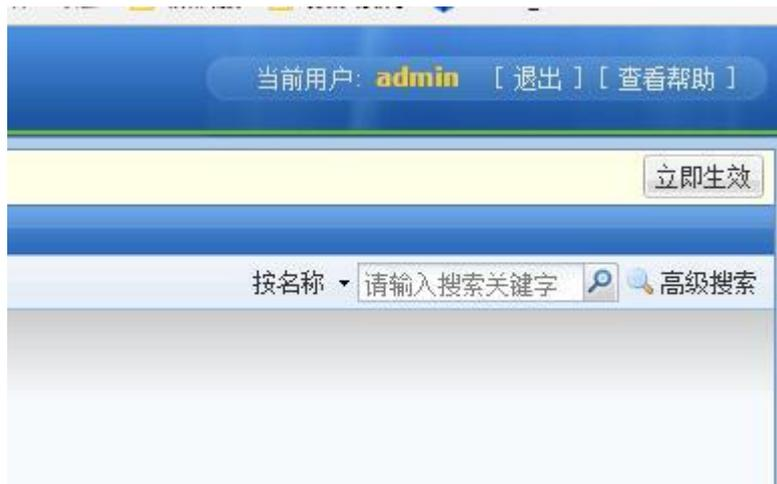 当前用户: admin [ 退出 ] [ 查看帮助 ]
立即生效
按名称 请输入搜索关键字 高级搜索